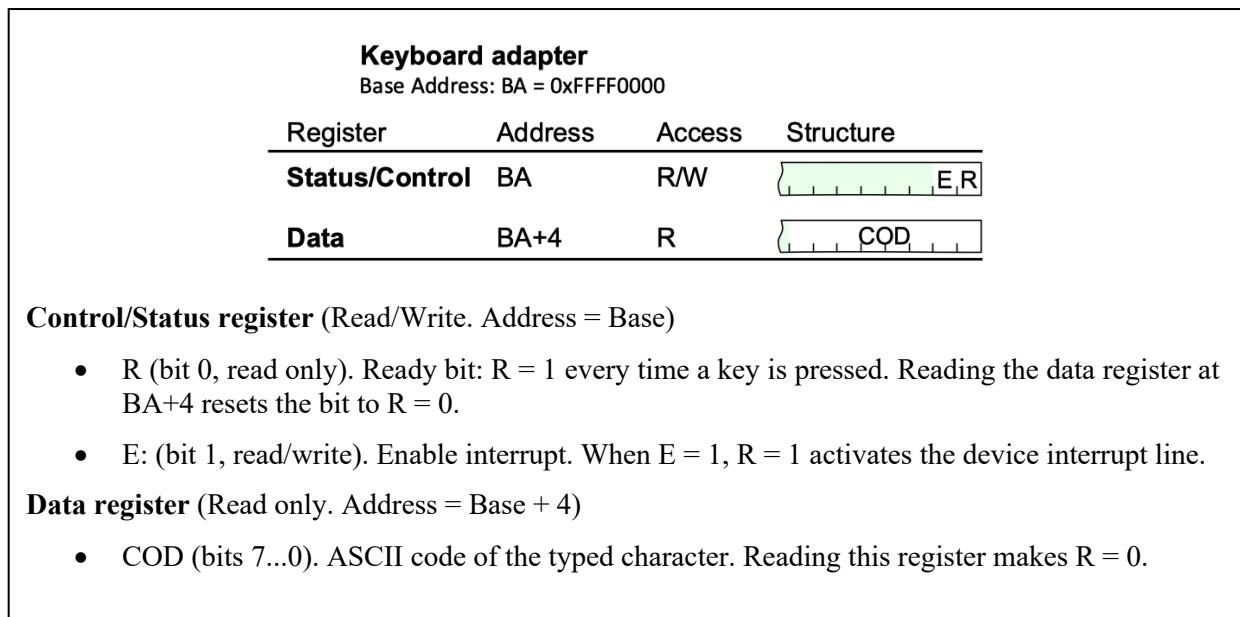 Keyboard adapter
Base Address: BA = 0xFFFF0000
Register Address Access Structure
Status/Control BA R/W E R
Data BA+4 R COD
Control/Status register (Read/Write. Address = Base)
• R (bit 0, read only). Ready bit: R = 1 every time a key is pressed. Reading the data register at
BA+4 resets the bit to R = 0.
• E: (bit 1, read/write). Enable interrupt. When E = 1, R = 1 activates the device interrupt line.
Data register (Read only. Address = Base + 4)
• COD (bits 7...0). ASCII code of the typed character. Reading this register makes R = 0.